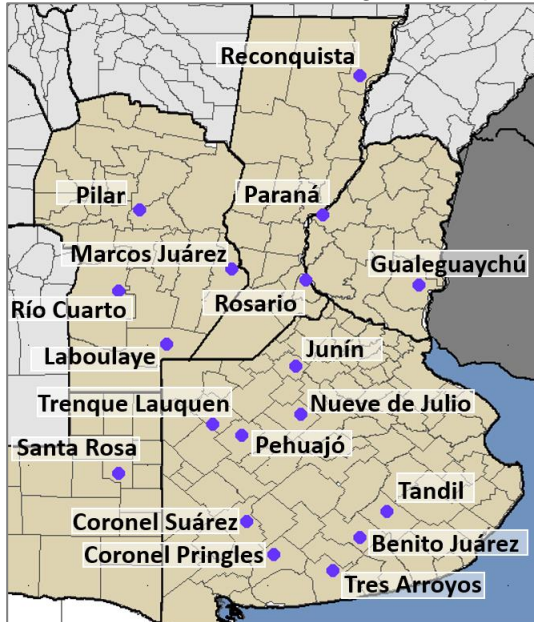 Reconquista
Pilar
Paraná
Marcos Juárez
Gualeguaychú
Río Cuarto
Rosario
Laboulaye
Junín
Trenque Lauquen
Nueve de Julio
Pehuajó
Santa Rosa
Tandil
Coronel Suárez
Benito Juárez
Coronel Pringles
Tres Arroyos